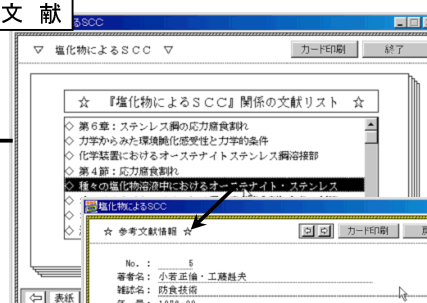 文 献
るSCC
▽ 塩化物によるSCC ▽
カード印刷
終了
☆ 『塩化物によるSCC』関係の文献リスト ☆
◇ 第6章：ステンレス鋼の応力腐食割れ
◇ 力学からみた環境脆化感受性と力学的条件
◇ 化学装置におけるオーステナイトステンレス鋼溶接部
◇ 第4節：応力腐食割れ
◇ 種々の塩化物溶液中におけるオーステナイト・ステンレス
塩化物によるSCC
☆ 参考文献情報 ☆
カード印刷
No. : 5
著者名: 小若正倫・工藤赳夫
雑誌名: 防食技術
表紙